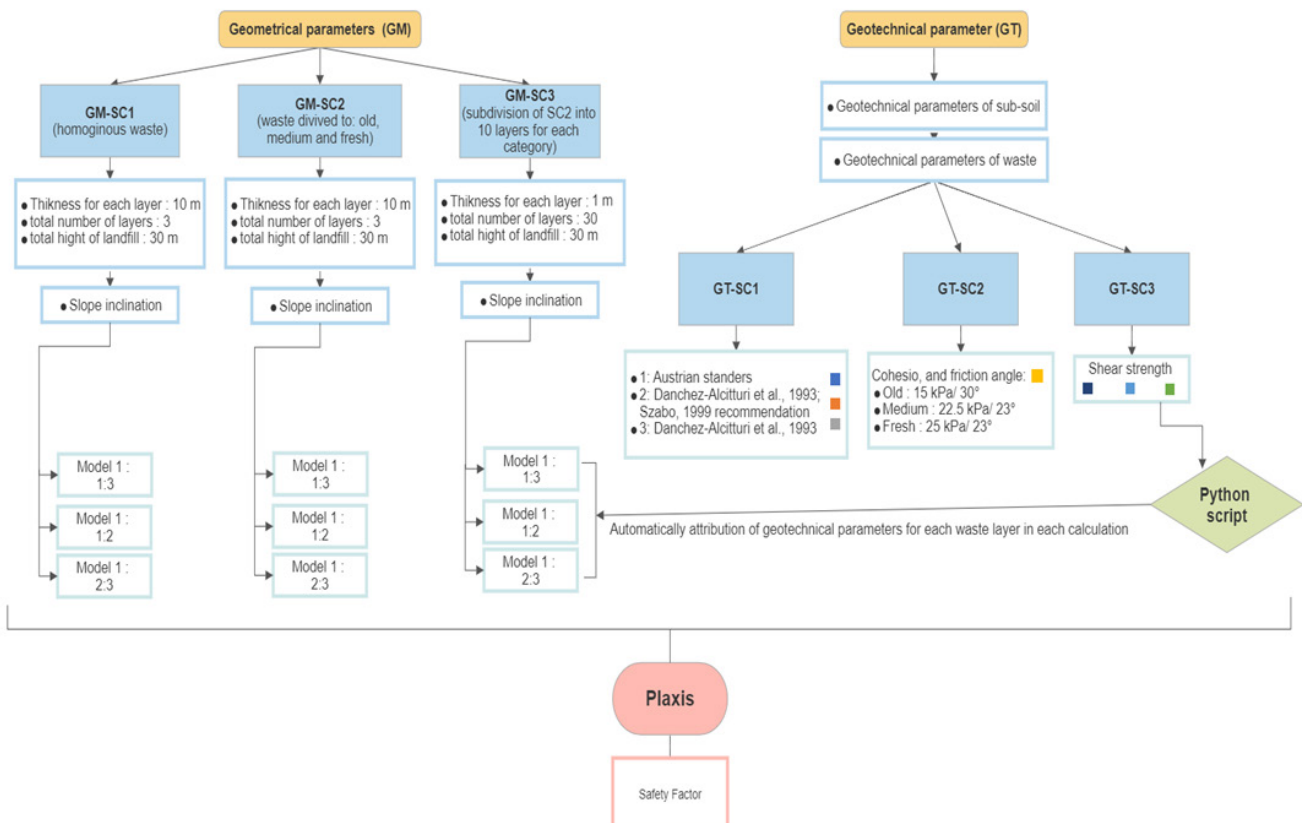 Geometrical parameters (GM)
GM-SC1
(homoginous waste)
GM-SC2
(waste divived to: old,
medium and fresh)
GM-SC3
(subdivision of SC2 into
10 layers for each
category)
● Thikness for each layer : 10 m
● total number of layers : 3
● total hight of landfill : 30 m
● Thikness for each layer : 10 m
● total number of layers : 3
● total hight of landfill : 30 m
● Thikness for each layer : 1 m
● total number of layers : 30
● total hight of landfill : 30 m
● Slope inclination
● Slope inclination
● Slope inclination
Model 1 :
1:3
Model 1 :
1:2
Model 1 :
2:3
Model 1 :
1:3
Model 1 :
1:2
Model 1 :
2:3
Model 1 :
1:3
Model 1 :
1:2
Model 1 :
2:3
Geotechnical parameter (GT)
● Geotechnical parameters of sub-soil
● Geotechnical parameters of waste
GT-SC1
GT-SC2
GT-SC3
● 1: Austrian standers
● 2: Danchez-Alcitturi et al., 1993;
Szabo, 1999 recommendation
● 3: Danchez-Alcitturi et al., 1993
Cohesio, and friction angle:
● Old : 15 kPa/ 30°
● Medium : 22.5 kPa/ 23°
● Fresh : 25 kPa/ 23°
Shear strength
Python
script
Automatically attribution of geotechnical parameters for each waste layer in each calculation
Plaxis
Safety Factor